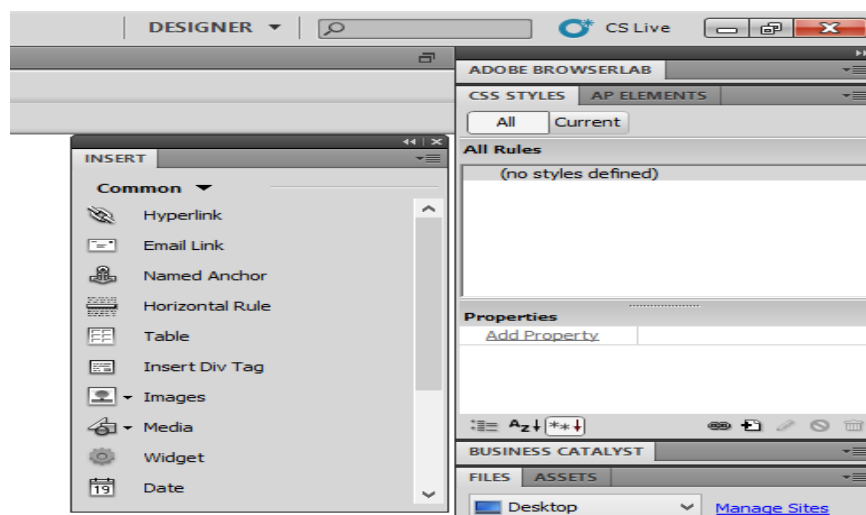 DESIGNER
CS Live
ADOBE BROWSERLAB
CSS STYLES AP ELEMENTS
All Current
All Rules
(no styles defined)
INSERT
Common
Hyperlink
Email Link
Named Anchor
Horizontal Rule
Table
Insert Div Tag
Images
Media
Widget
19 Date
Properties
Add Property
AZ
**
BUSINESS CATALYST
FILES ASSETS
Desktop Manage Sites